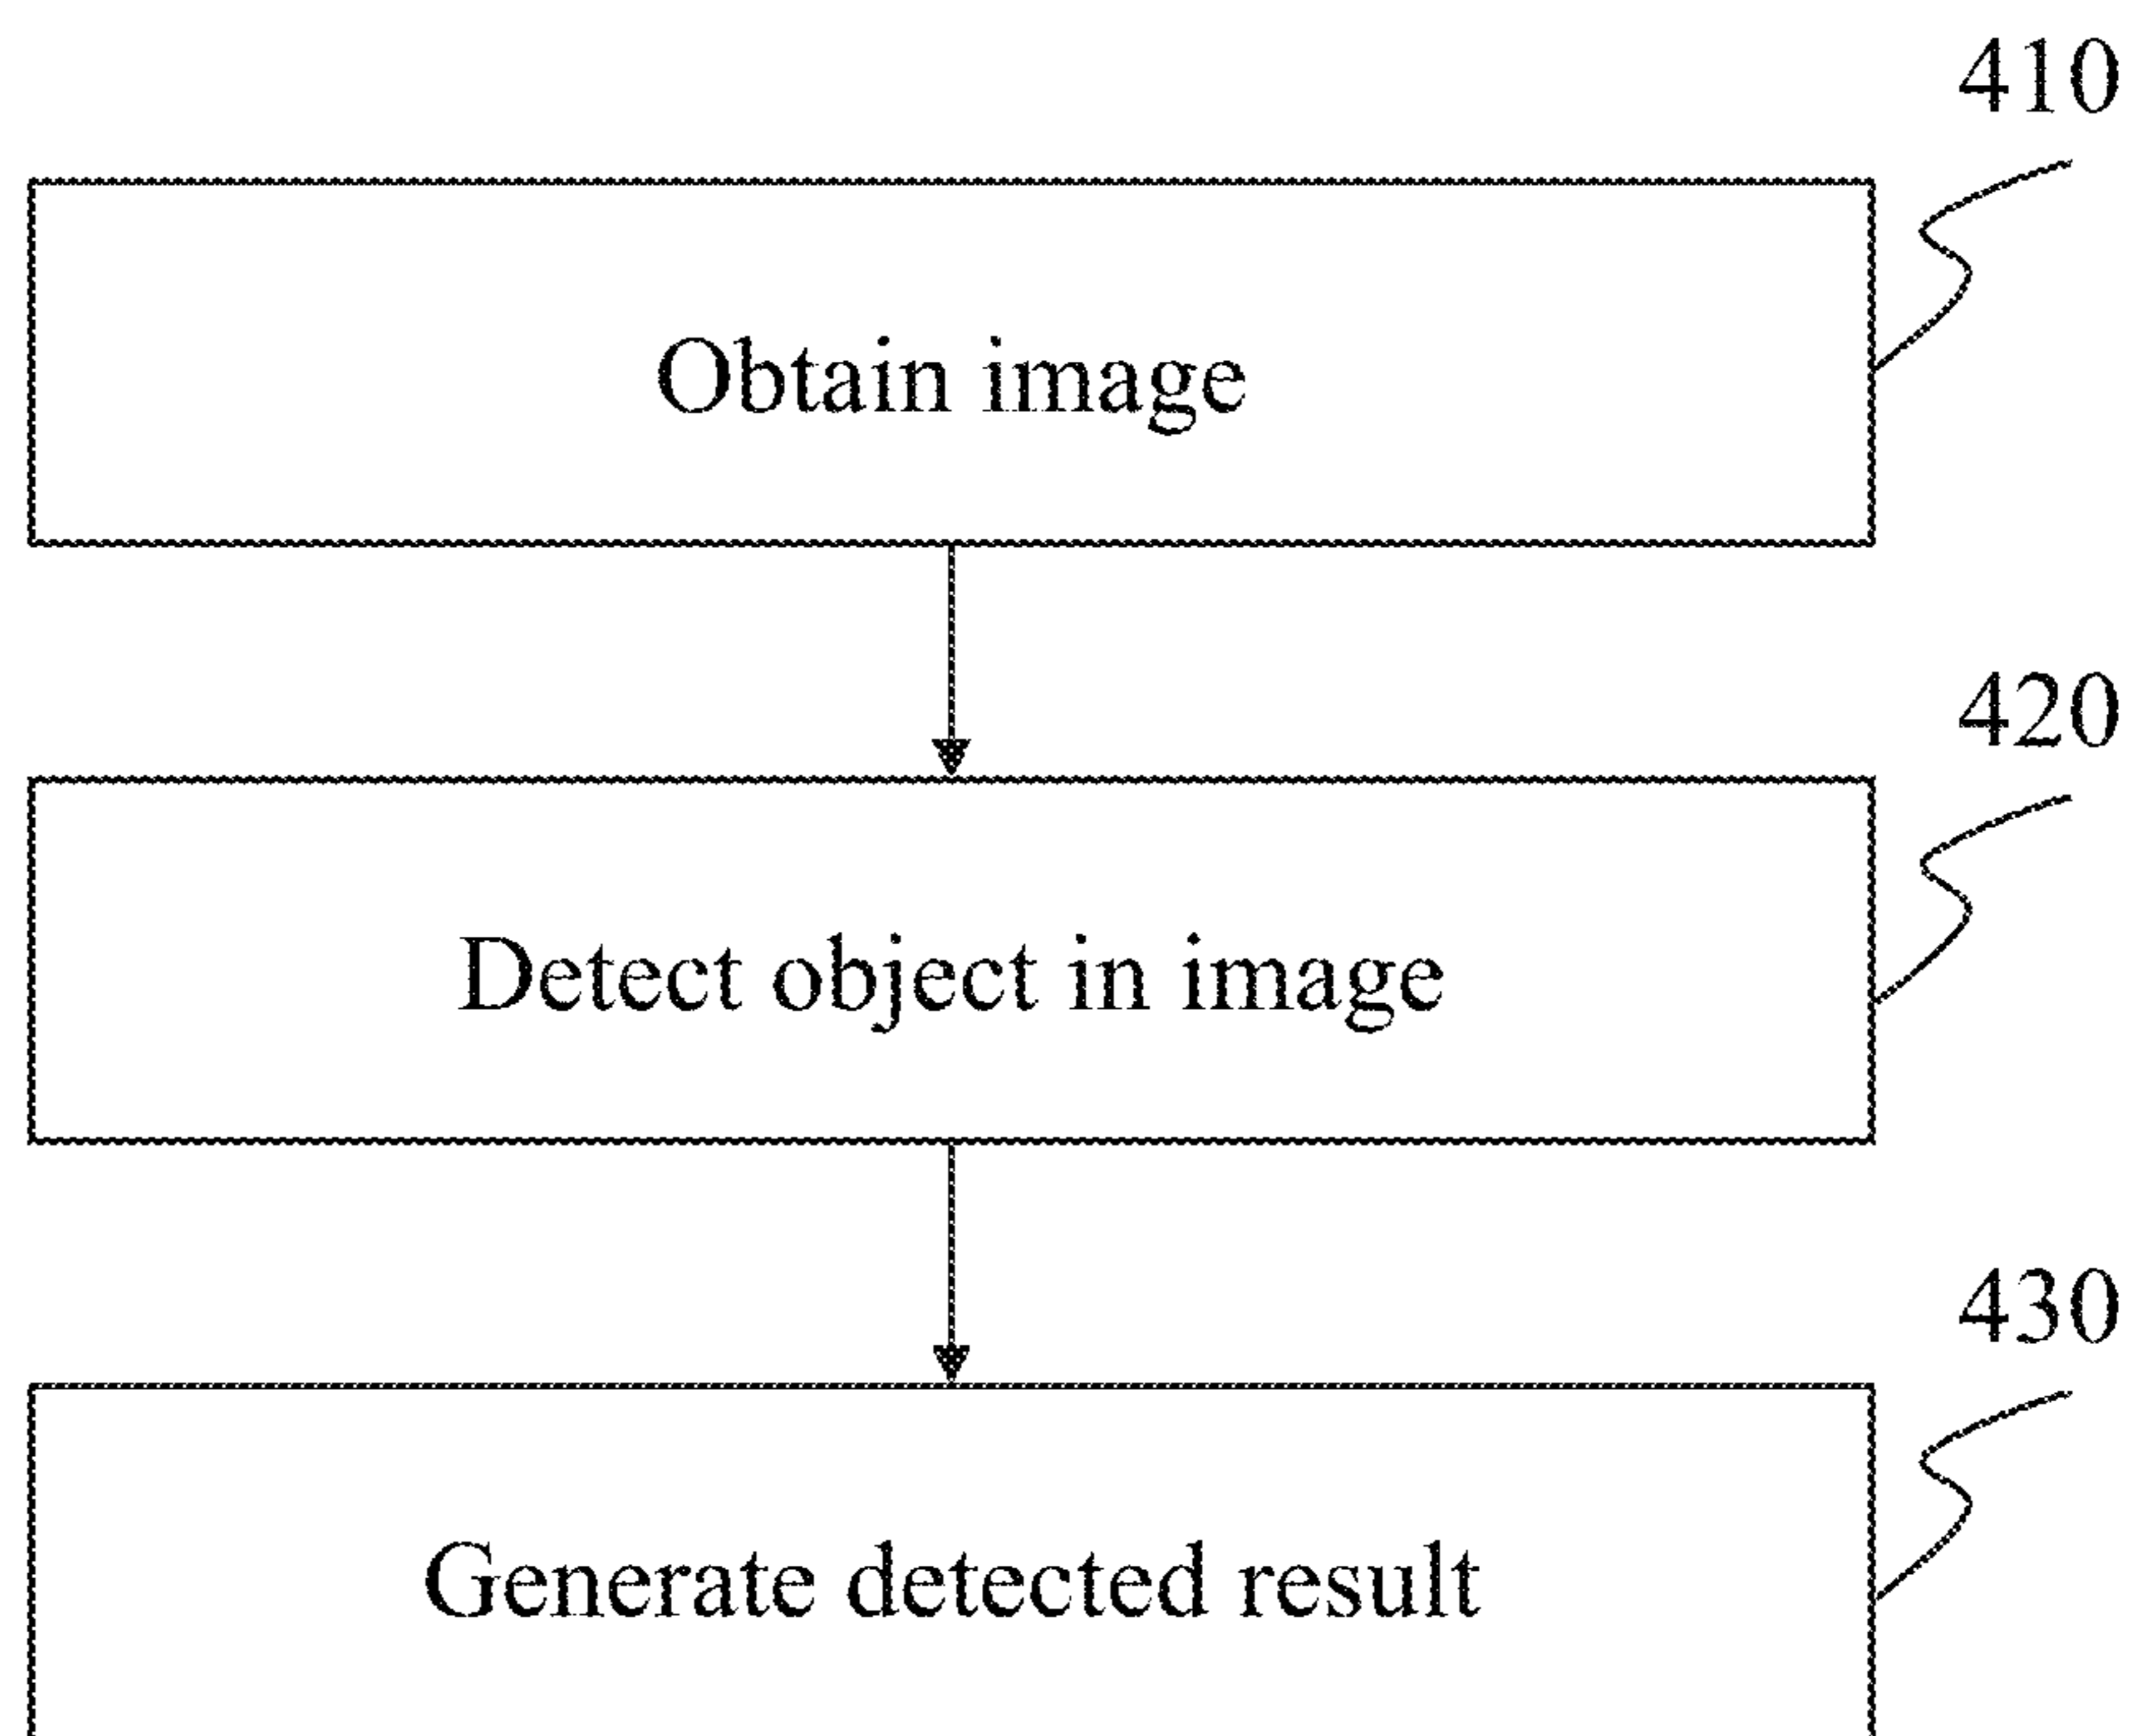 410
Obtain image
420
Detect object in image
430
Generate detected result